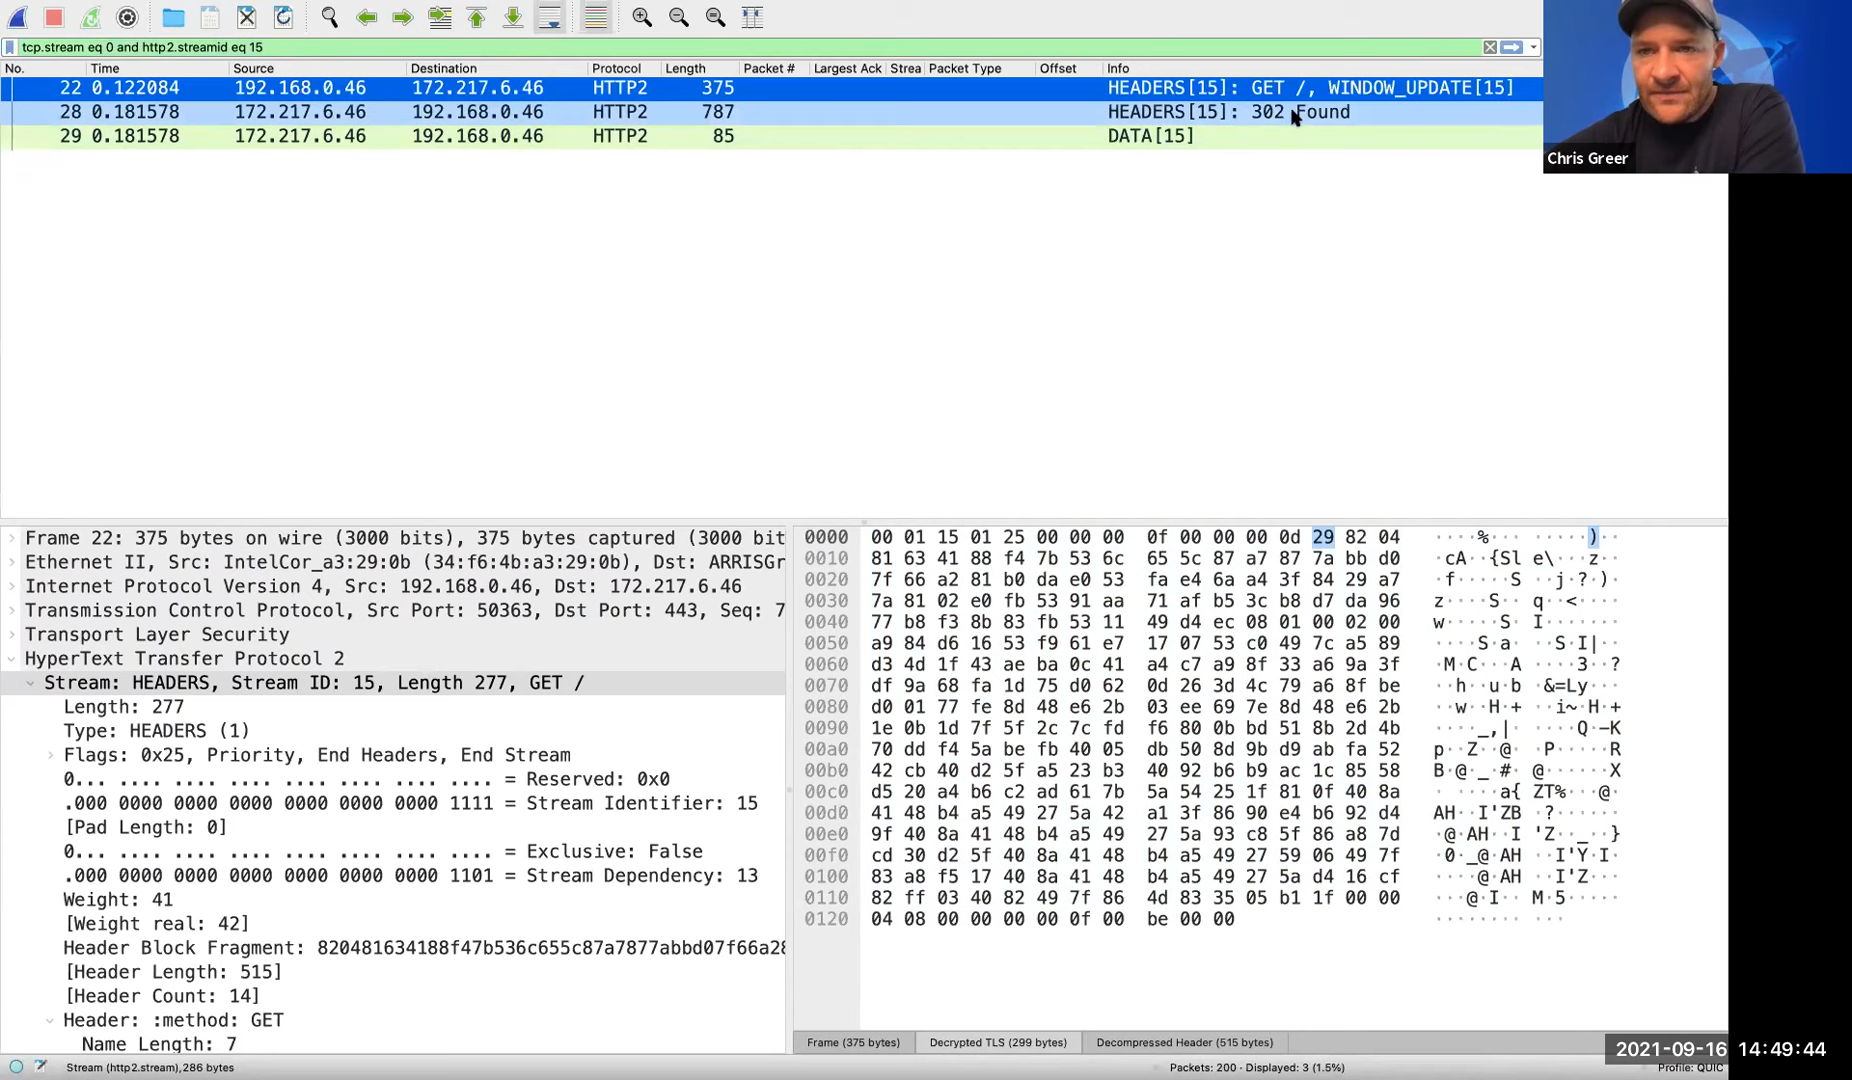 tcp.stream eq 0 and http2.streamid eq 15
No. Time Source Destination Protocol Length Packet # Largest Ack Strea Packet Type Offset Info
22 0.122084 192.168.0.46 172.217.6.46 HTTP2 375 HEADERS[15]: GET /, WINDOW_UPDATE[15]
28 0.181578 172.217.6.46 192.168.0.46 HTTP2 787 HEADERS[15]: 302 Found
29 0.181578 172.217.6.46 192.168.0.46 HTTP2 85 DATA[15]
Chris Greer
Frame 22: 375 bytes on wire (3000 bits), 375 bytes captured (3000 bit
Ethernet II, Src: IntelCor_a3:29:0b (34:f6:4b:a3:29:0b), Dst: ARRISGr
Internet Protocol Version 4, Src: 192.168.0.46, Dst: 172.217.6.46
Transmission Control Protocol, Src Port: 50363, Dst Port: 443, Seq: 7
Transport Layer Security
HyperText Transfer Protocol 2
Stream: HEADERS, Stream ID: 15, Length 277, GET /
Length: 277
Type: HEADERS (1)
Flags: 0x25, Priority, End Headers, End Stream
0... .... .... .... .... .... .... .... = Reserved: 0x0
.000 0000 0000 0000 0000 0000 0000 1111 = Stream Identifier: 15
[Pad Length: 0]
0... .... .... .... .... .... .... .... = Exclusive: False
.000 0000 0000 0000 0000 0000 0000 1101 = Stream Dependency: 13
Weight: 41
[Weight real: 42]
Header Block Fragment: 820481634188f47b536c655c87a7877abbd07f66a28
[Header Length: 515]
[Header Count: 14]
Header: :method: GET
Name Length: 7
0000 00 01 15 01 25 00 00 00 0f 00 00 00 0d 29 82 04
0010 81 63 41 88 f4 7b 53 6c 65 5c 87 a7 87 7a bb d0
0020 7f 66 a2 81 b0 da e0 53 fa e4 6a a4 3f 84 29 a7
0030 7a 81 02 e0 fb 53 91 aa 71 af b5 3c b8 d7 da 96
0040 77 b8 f3 8b 83 fb 53 11 49 d4 ec 08 01 00 02 00
0050 a9 84 d6 16 53 f9 61 e7 17 07 53 c0 49 7c a5 89
0060 d3 4d 1f 43 ae ba 0c 41 a4 c7 a9 8f 33 a6 9a 3f
0070 df 9a 68 fa 1d 75 d0 62 0d 26 3d 4c 79 a6 8f be
0080 d0 01 77 fe 8d 48 e6 2b 03 ee 69 7e 8d 48 e6 2b
0090 1e 0b 1d 7f 5f 2c 7c fd f6 80 0b bd 51 8b 2d 4b
00a0 70 dd f4 5a be fb 40 05 db 50 8d 9b d9 ab fa 52
00b0 42 cb 40 d2 5f a5 23 b3 40 92 b6 b9 ac 1c 85 58
00c0 d5 20 a4 b6 c2 ad 61 7b 5a 54 25 1f 81 0f 40 8a
00d0 41 48 b4 a5 49 27 5a 42 a1 3f 86 90 e4 b6 92 d4
00e0 9f 40 8a 41 48 b4 a5 49 27 5a 93 c8 5f 86 a8 7d
00f0 cd 30 d2 5f 40 8a 41 48 b4 a5 49 27 59 06 49 7f
0100 83 a8 f5 17 40 8a 41 48 b4 a5 49 27 5a d4 16 cf
0110 82 ff 03 40 82 49 7f 86 4d 83 35 05 b1 1f 00 00
0120 04 08 00 00 00 00 0f 00 be 00 00
Frame (375 bytes) Decrypted TLS (299 bytes) Decompressed Header (515 bytes)
2021-09-16 14:49:44
Stream (http2.stream),286 bytes Packets: 200 · Displayed: 3 (1.5%) Profile: QUIC